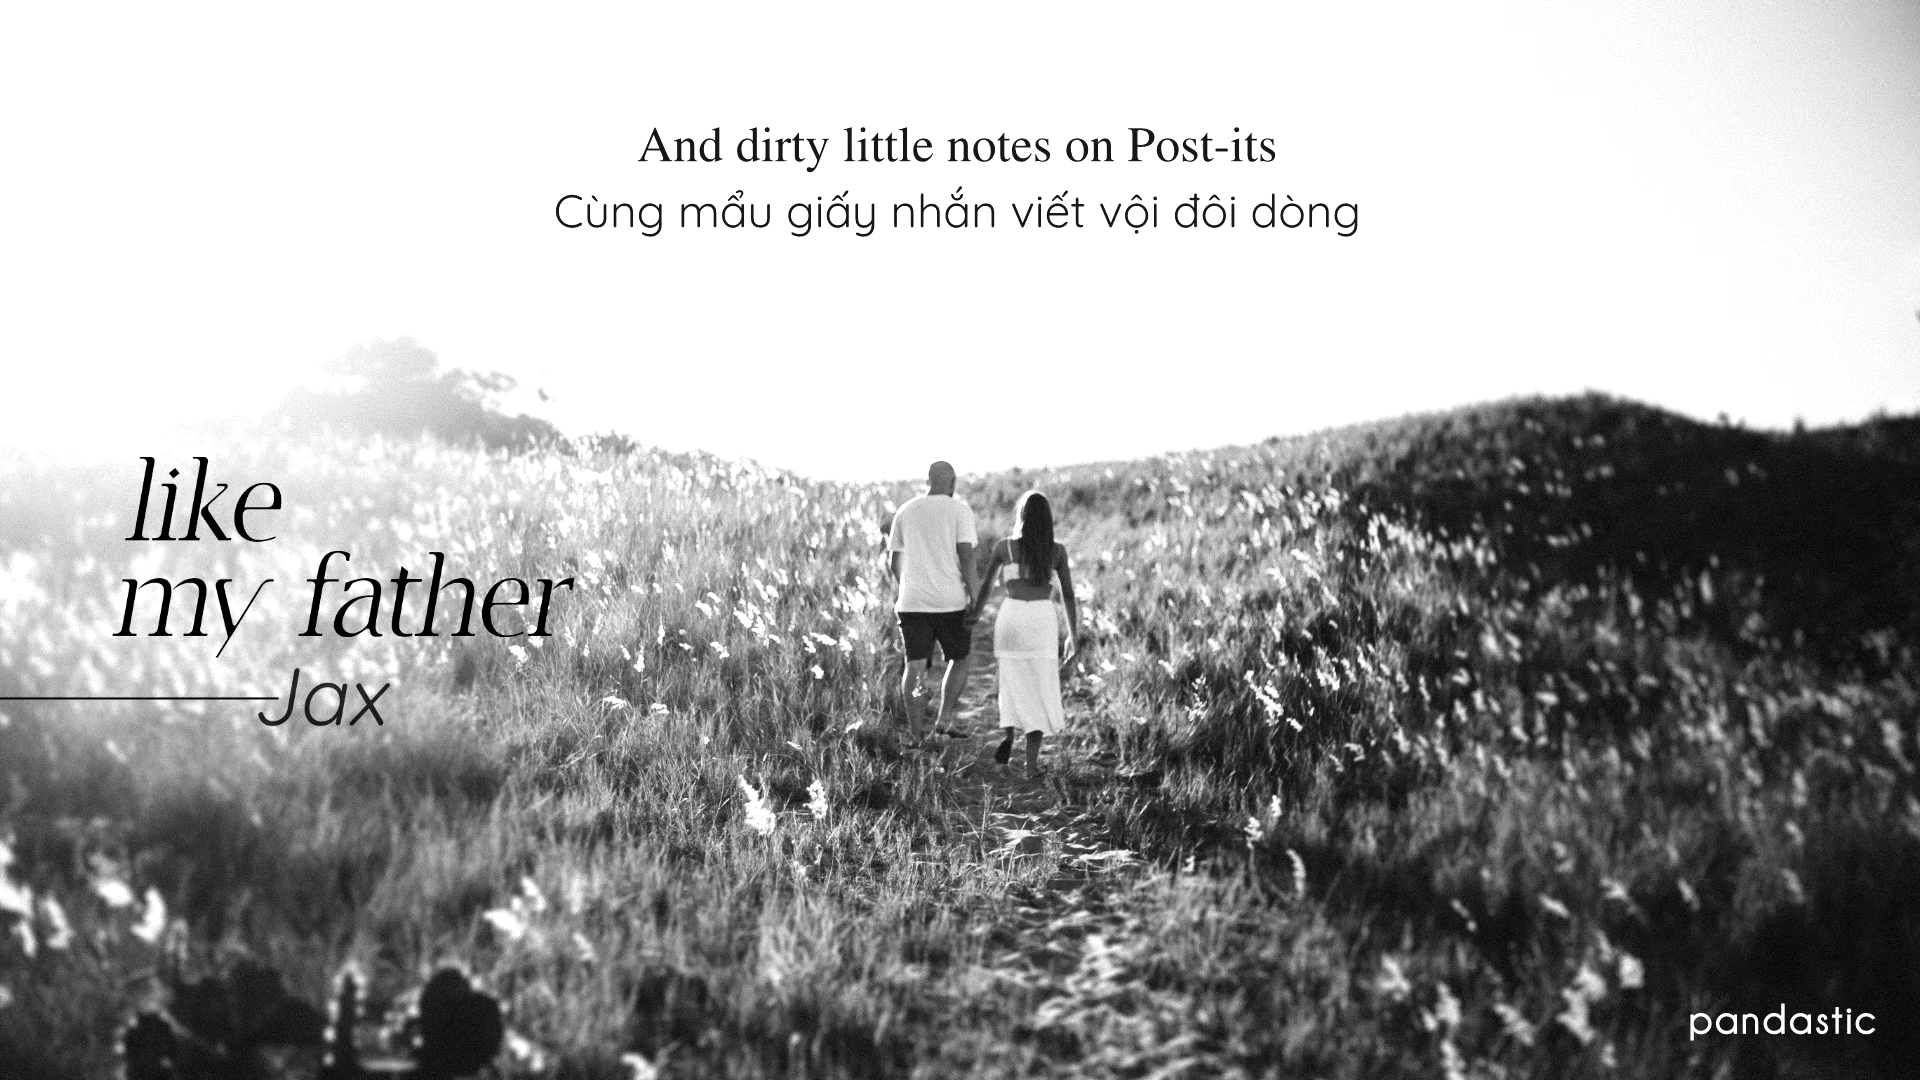 And dirty little notes on Post-its
Cùng mẩu giấy nhắn viết vội đôi dòng
like
my father
Jax
pandastic